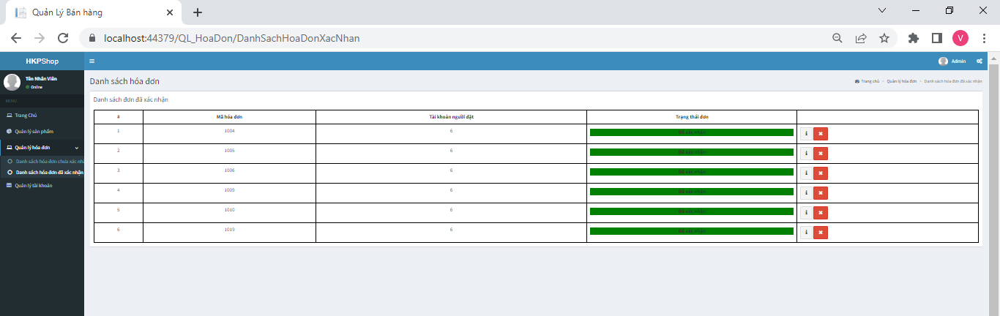 Quản Lý Bán hàng
localhost:44379/QL_HoaDon/DanhSachHoaDonXacNhan
V
HKPShop
Admin
Tên Nhân Viên
Online
MENU
Trang Chủ
Quản lý sản phẩm
Quản lý hóa đơn
Danh sách hóa đơn chưa xác nhậ
Danh sách hóa đơn đã xác nhận
Quản lý tài khoản
Danh sách hóa đơn
Trang chủ > Quản lý hóa đơn > Danh sách hóa đơn đã xác nhận
Danh sách đơn đã xác nhận
# Mã hóa đơn Tài khoản người đặt Trạng thái đơn
1 1004 6 Đã xác nhận
2 1005 6 Đã xác nhận
3 1006 6 Đã xác nhận
4 1009 6 Đã xác nhận
5 1010 6 Đã xác nhận
6 1019 6 Đã xác nhận